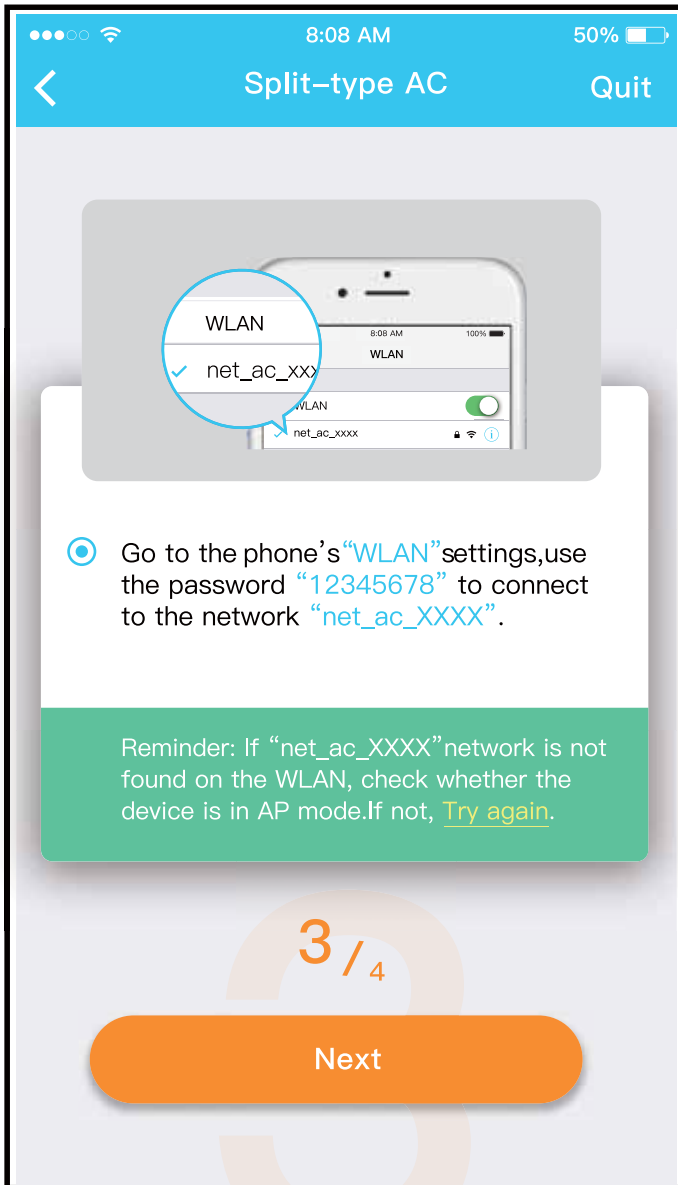 8:08 AM
50%
Split-type AC
Quit
WLAN
net_ac_xxx
8:08 AM
100%
WLAN
WLAN
net_ac_xxxx
Go to the phone's“WLAN”settings,use
the password “12345678” to connect
to the network “net_ac_XXXX”.
Reminder: If “net_ac_XXXX”network is not
found on the WLAN, check whether the
device is in AP mode.If not, Try again.
3/4
Next
3